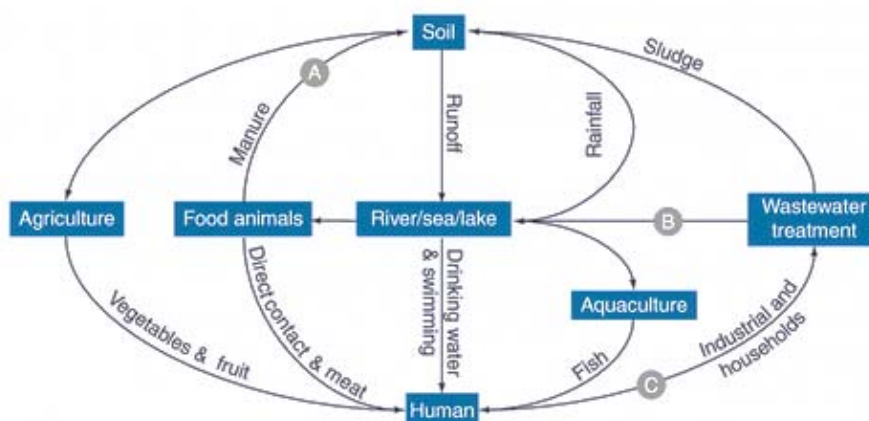 Soil
A
Sludge
Manure
Runoff
Rainfall
Agriculture
Food animals
River/sea/lake
B
Wastewater
treatment
Vegetables & fruit
Direct contact & meat
Drinking water
& swimming
Aquaculture
Fish
Industrial and
households
C
Human